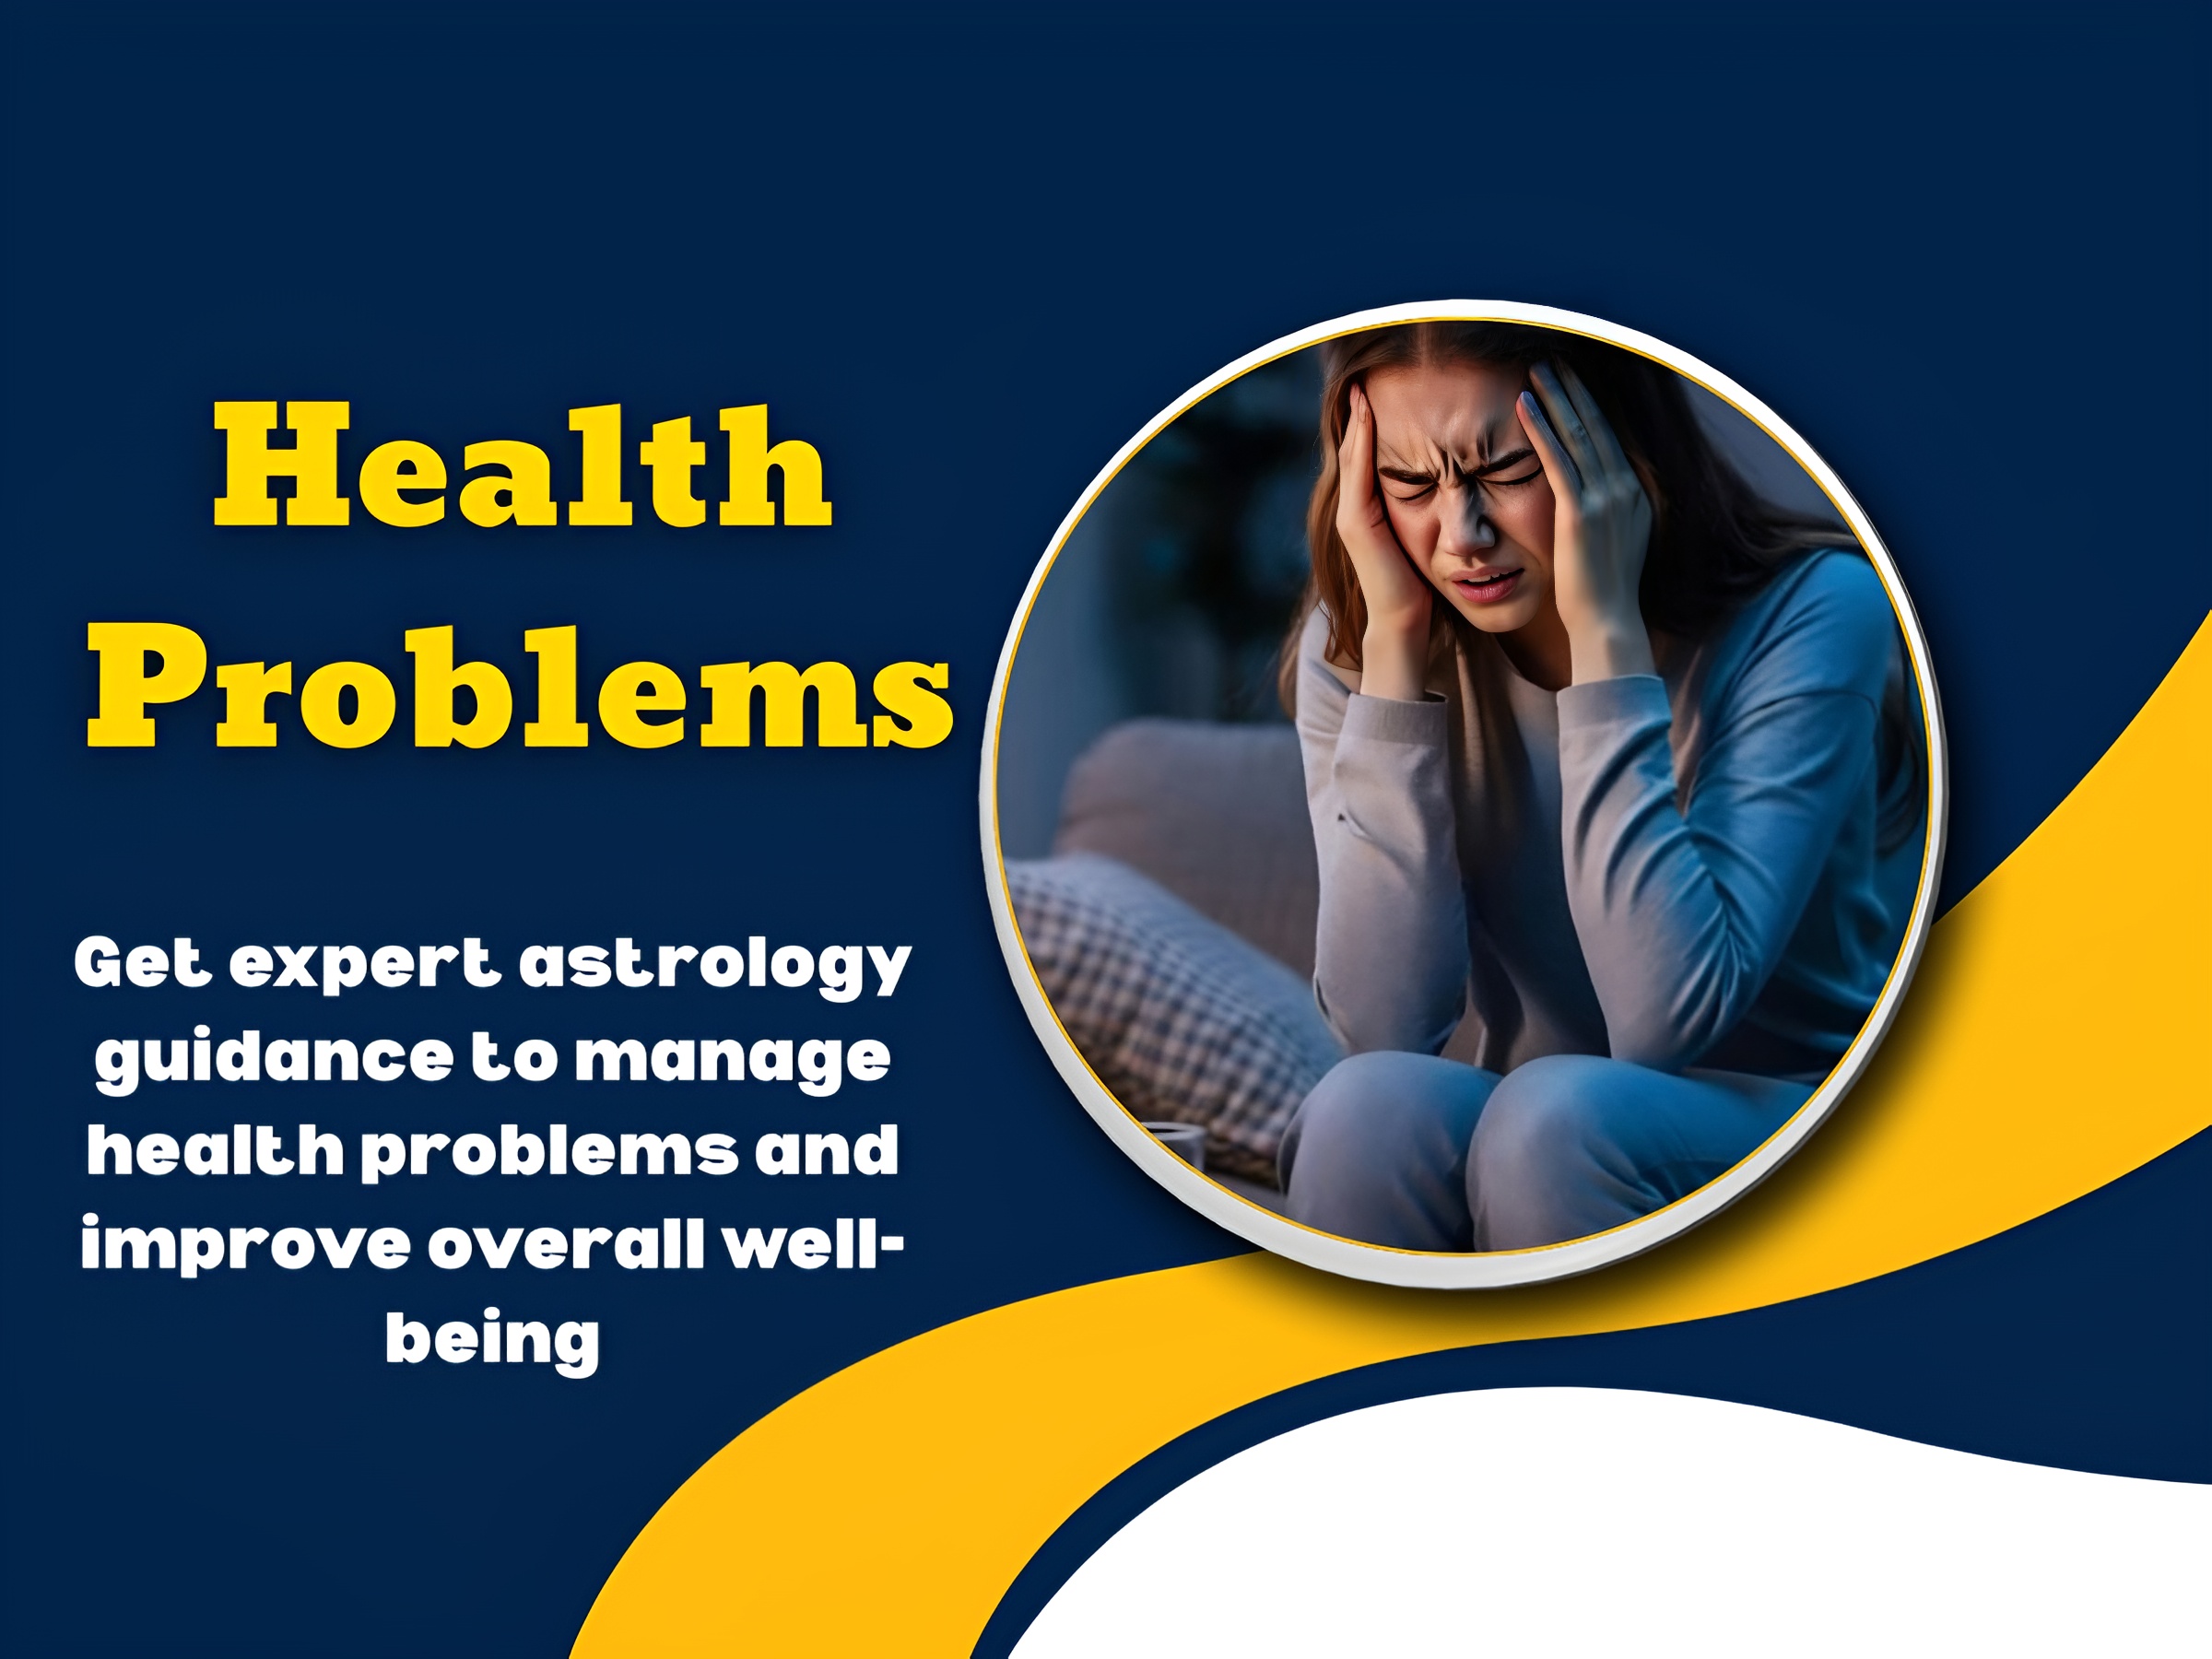 Health
Problems
Get expert astrology
guidance to manage
health problems and
improve overall well-
being